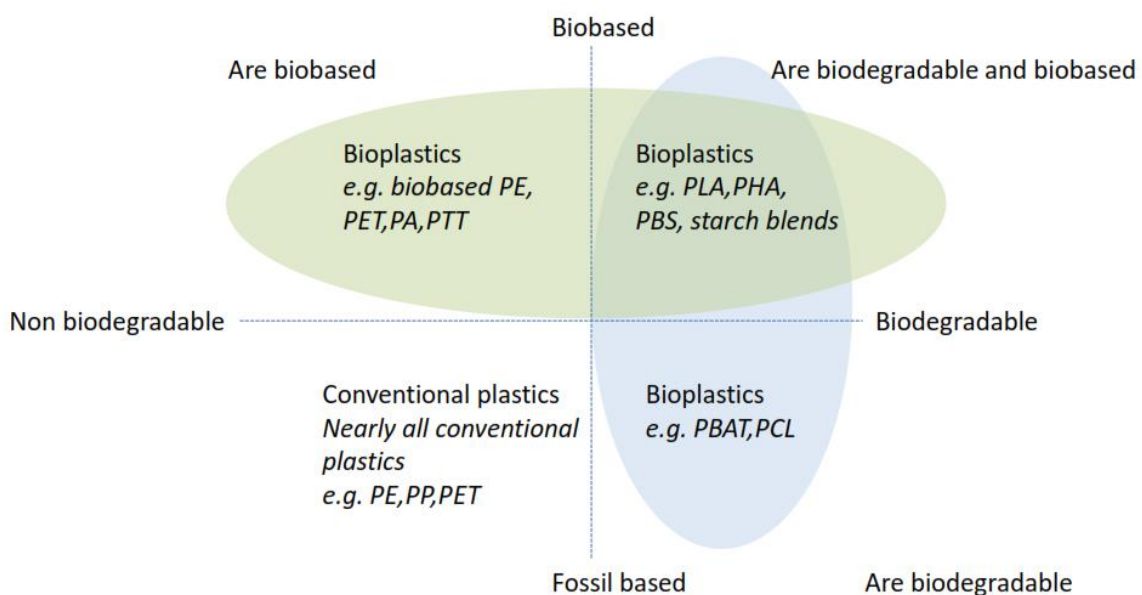 Biobased
Are biobased
Are biodegradable and biobased
Bioplastics
e.g. biobased PE,
PET,PA,PTT
Bioplastics
e.g. PLA,PHA,
PBS, starch blends
Non biodegradable
Biodegradable
Conventional plastics
Nearly all conventional
plastics
e.g. PE,PP,PET
Bioplastics
e.g. PBAT,PCL
Fossil based
Are biodegradable